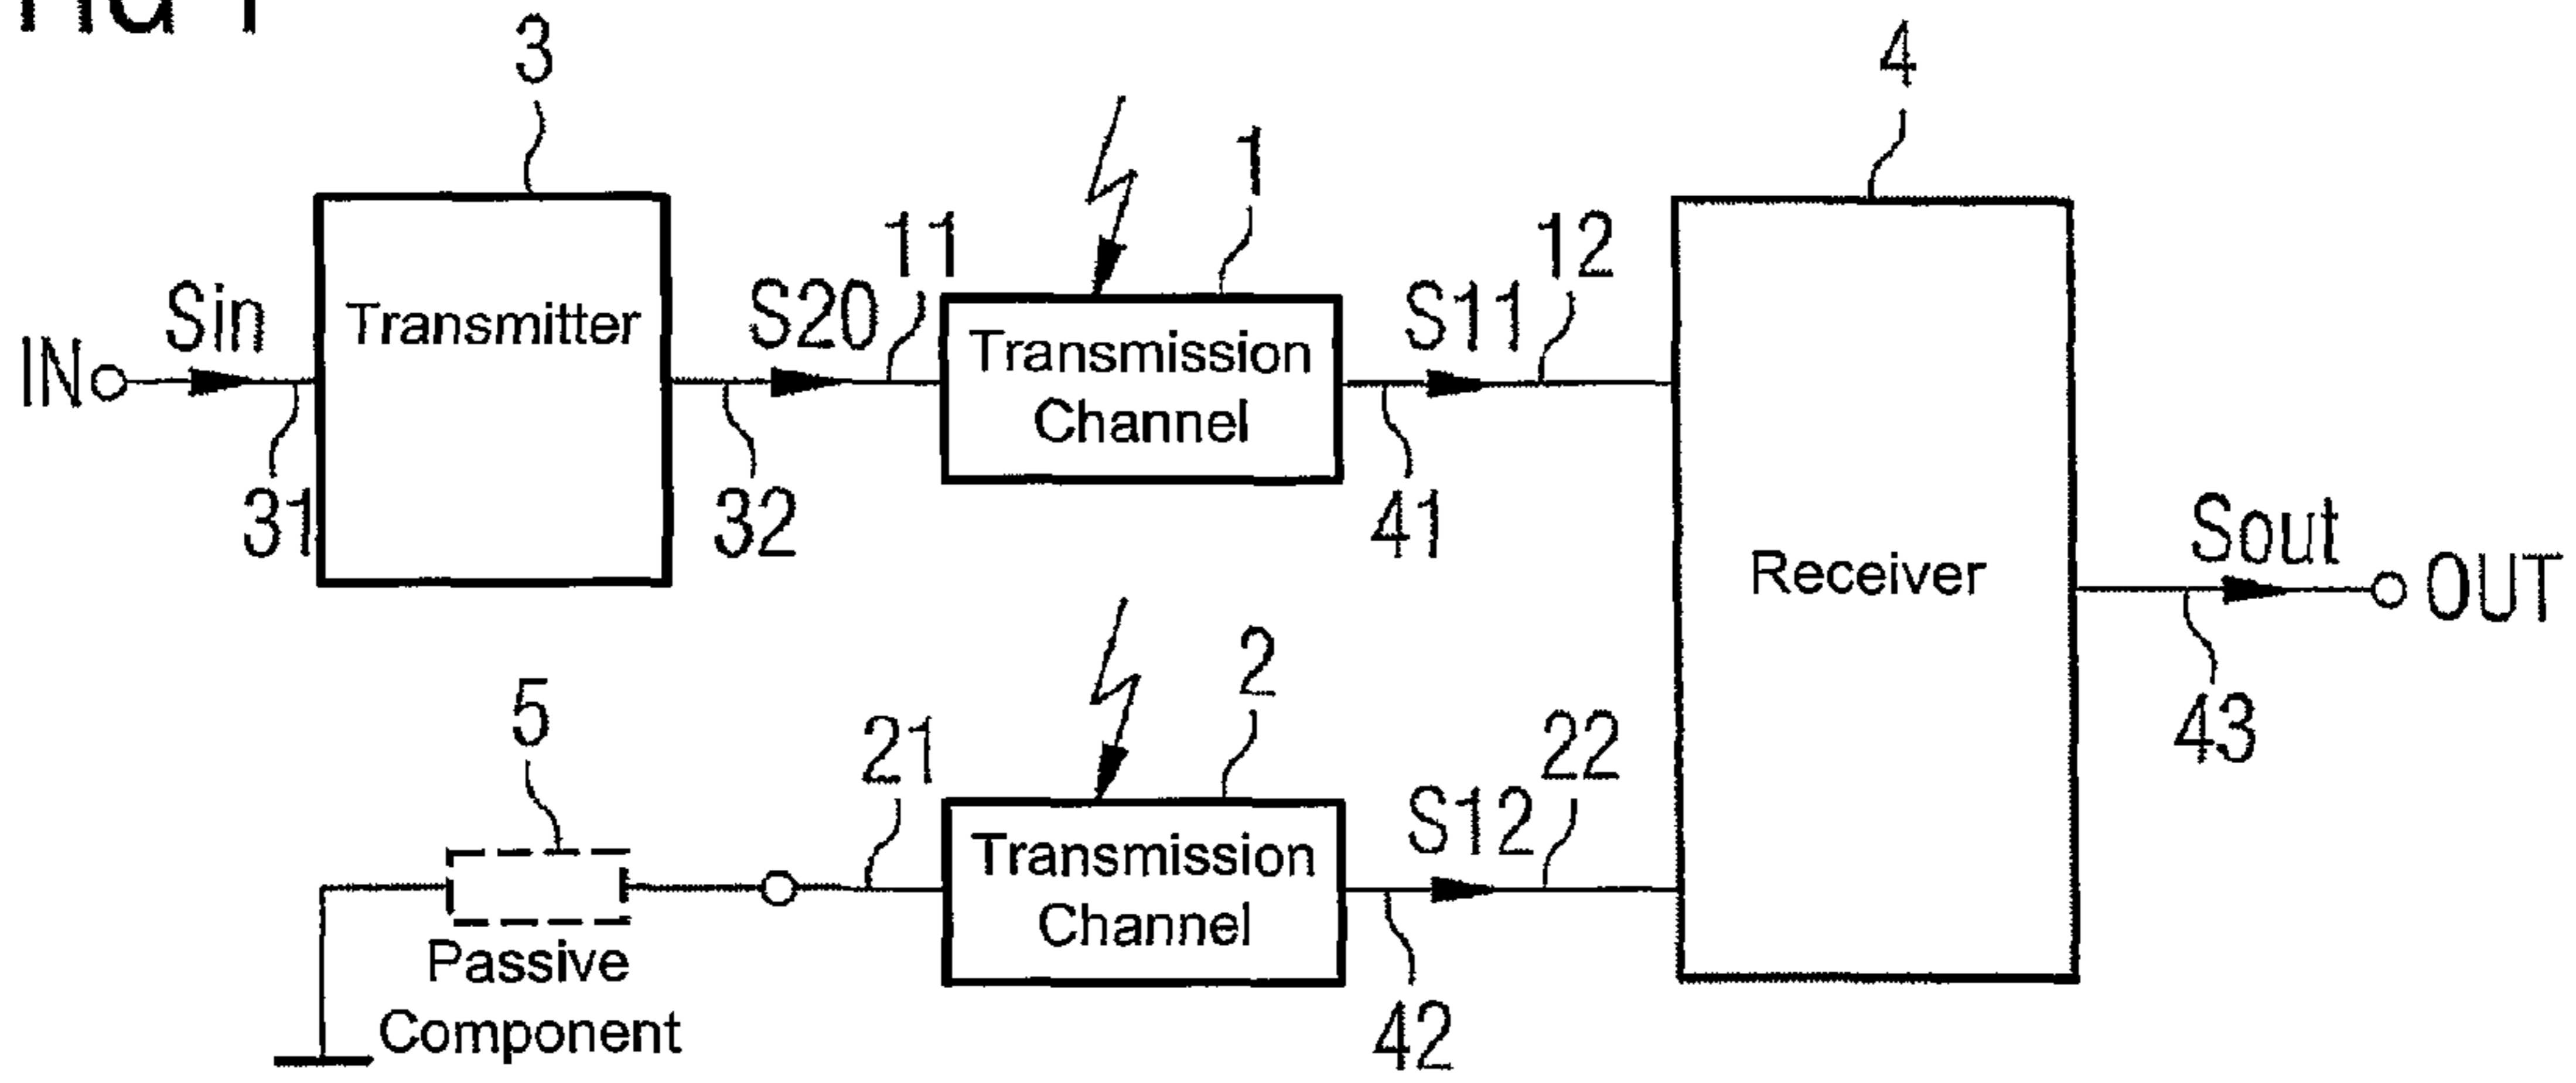 3
4
1
11
12
Sin
S20
S11
IN
Transmitter
Transmission
Channel
31
32
41
Receiver
Sout
OUT
43
5
21
2
22
S12
Transmission
Channel
Passive
Component
42